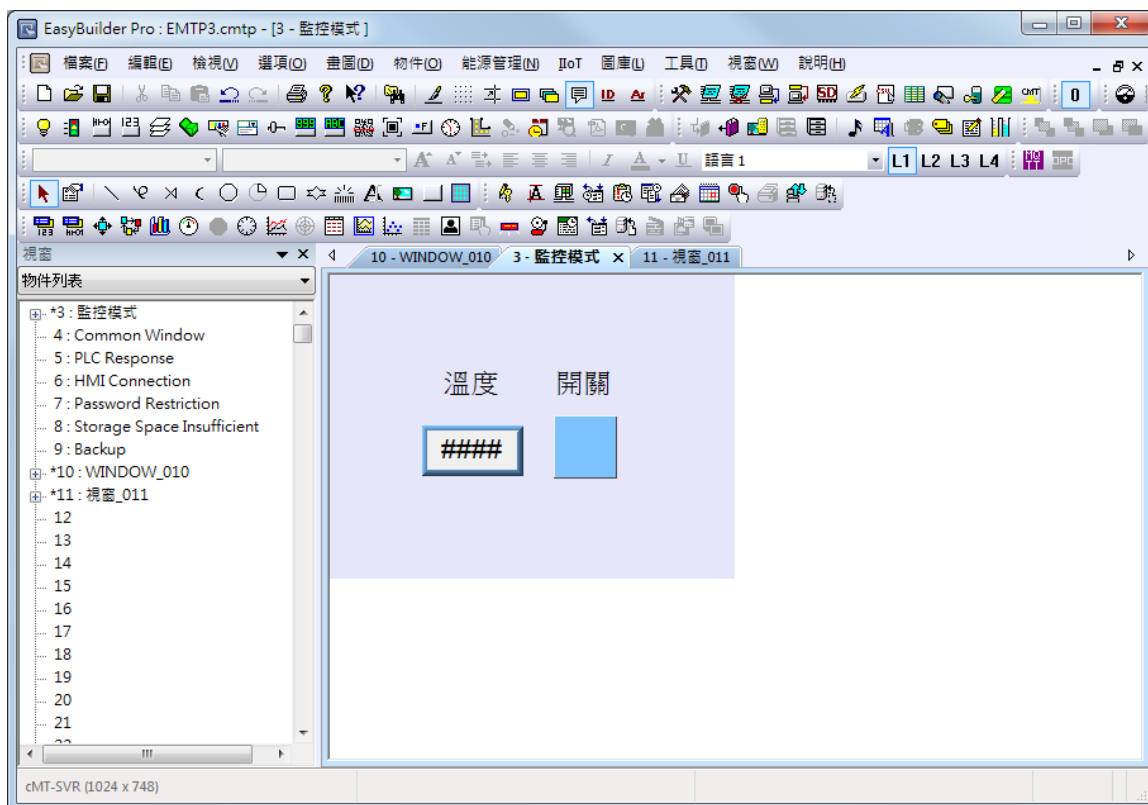 EasyBuilder Pro : EMTP3.cmtp - [3 - 監控模式 ]
檔案(F) 編輯(E) 檢視(V) 選項(O) 畫圖(D) 物件(O) 能源管理(N) IIoT 圖庫(L) 工具(T) 視窗(W) 說明(H)
語言 1 L1 L2 L3 L4
視窗
10 - WINDOW_010 3 - 監控模式 11 - 視窗_011
物件列表
*3 : 監控模式
4 : Common Window
5 : PLC Response
6 : HMI Connection
7 : Password Restriction
8 : Storage Space Insufficient
9 : Backup
*10 : WINDOW_010
*11 : 視窗_011
12
13
14
15
16
17
18
19
20
21
溫度 開關
####
cMT-SVR (1024 x 748)